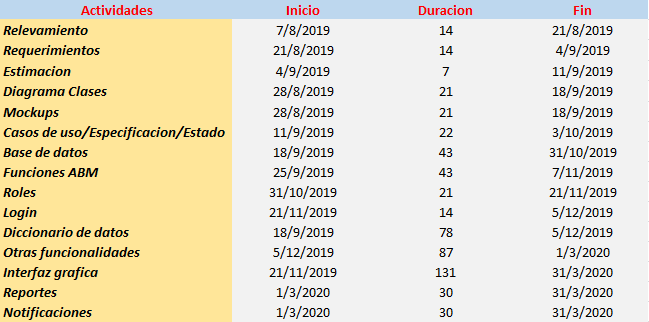 Actividades Inicio Duracion Fin
Relevamiento 7/8/2019 14 21/8/2019
Requerimientos 21/8/2019 14 4/9/2019
Estimacion 4/9/2019 7 11/9/2019
Diagrama Clases 28/8/2019 21 18/9/2019
Mockups 28/8/2019 21 18/9/2019
Casos de uso/Especificacion/Estado 11/9/2019 22 3/10/2019
Base de datos 18/9/2019 43 31/10/2019
Funciones ABM 25/9/2019 43 7/11/2019
Roles 31/10/2019 21 21/11/2019
Login 21/11/2019 14 5/12/2019
Diccionario de datos 18/9/2019 78 5/12/2019
Otras funcionalidades 5/12/2019 87 1/3/2020
Interfaz grafica 21/11/2019 131 31/3/2020
Reportes 1/3/2020 30 31/3/2020
Notificaciones 1/3/2020 30 31/3/2020